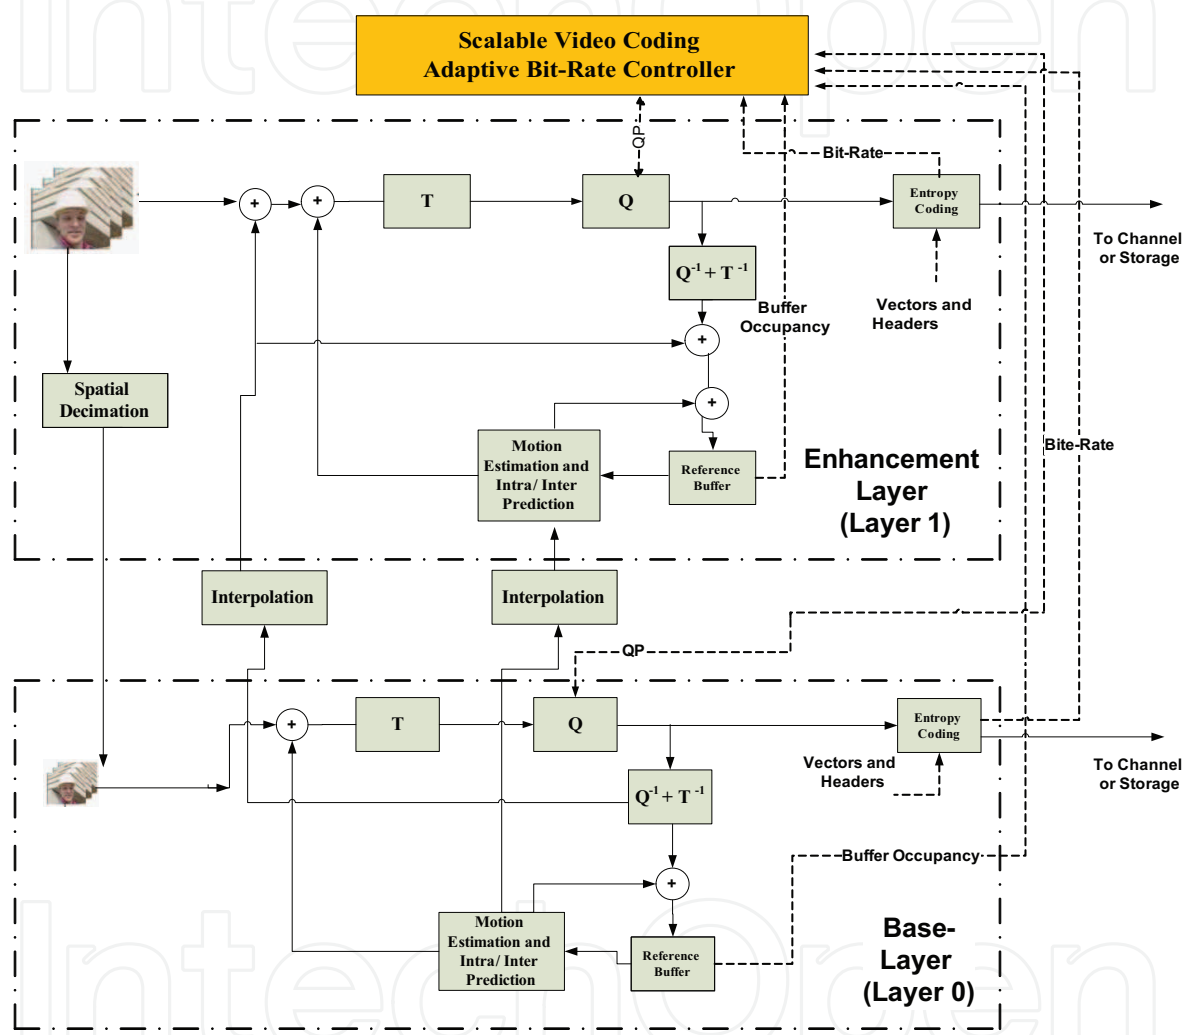 Scalable Video Coding
Adaptive Bit-Rate Controller
QP
Bit-Rate
T
Q
Entropy
Coding
To Channel
or Storage
Q⁻¹ + T⁻¹
Vectors and
Headers
Buffer
Occupancy
+
+
+
+
Spatial
Decimation
Motion
Estimation and
Intra/ Inter
Prediction
Reference
Buffer
Enhancement
Layer
(Layer 1)
Bite-Rate
Interpolation
Interpolation
QP
+
T
Q
Entropy
Coding
Vectors and
Headers
To Channel
or Storage
Q⁻¹ + T⁻¹
Buffer Occupancy
+
Motion
Estimation and
Intra/ Inter
Prediction
Reference
Buffer
Base-
Layer
(Layer 0)
IntechOpen
IntechOpen